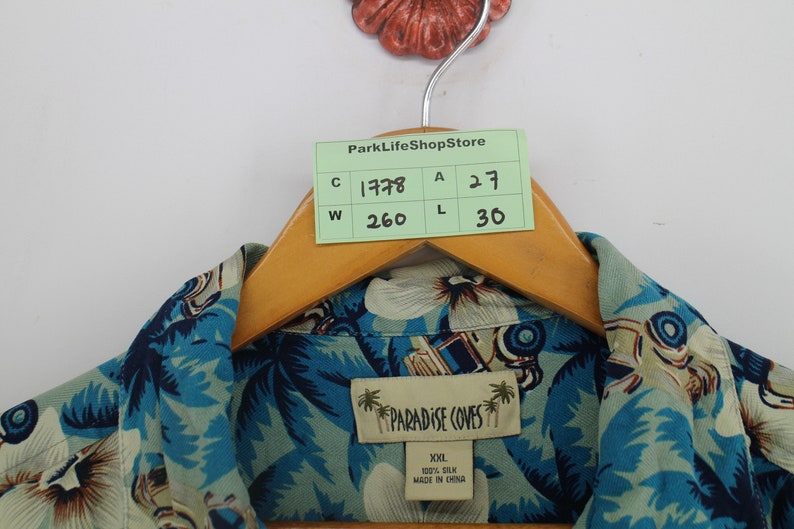 ParkLifeShopStore
C 1778 A 27
W 260 L 30
PARADISE COVES
XXL
100% SILK
MADE IN CHINA